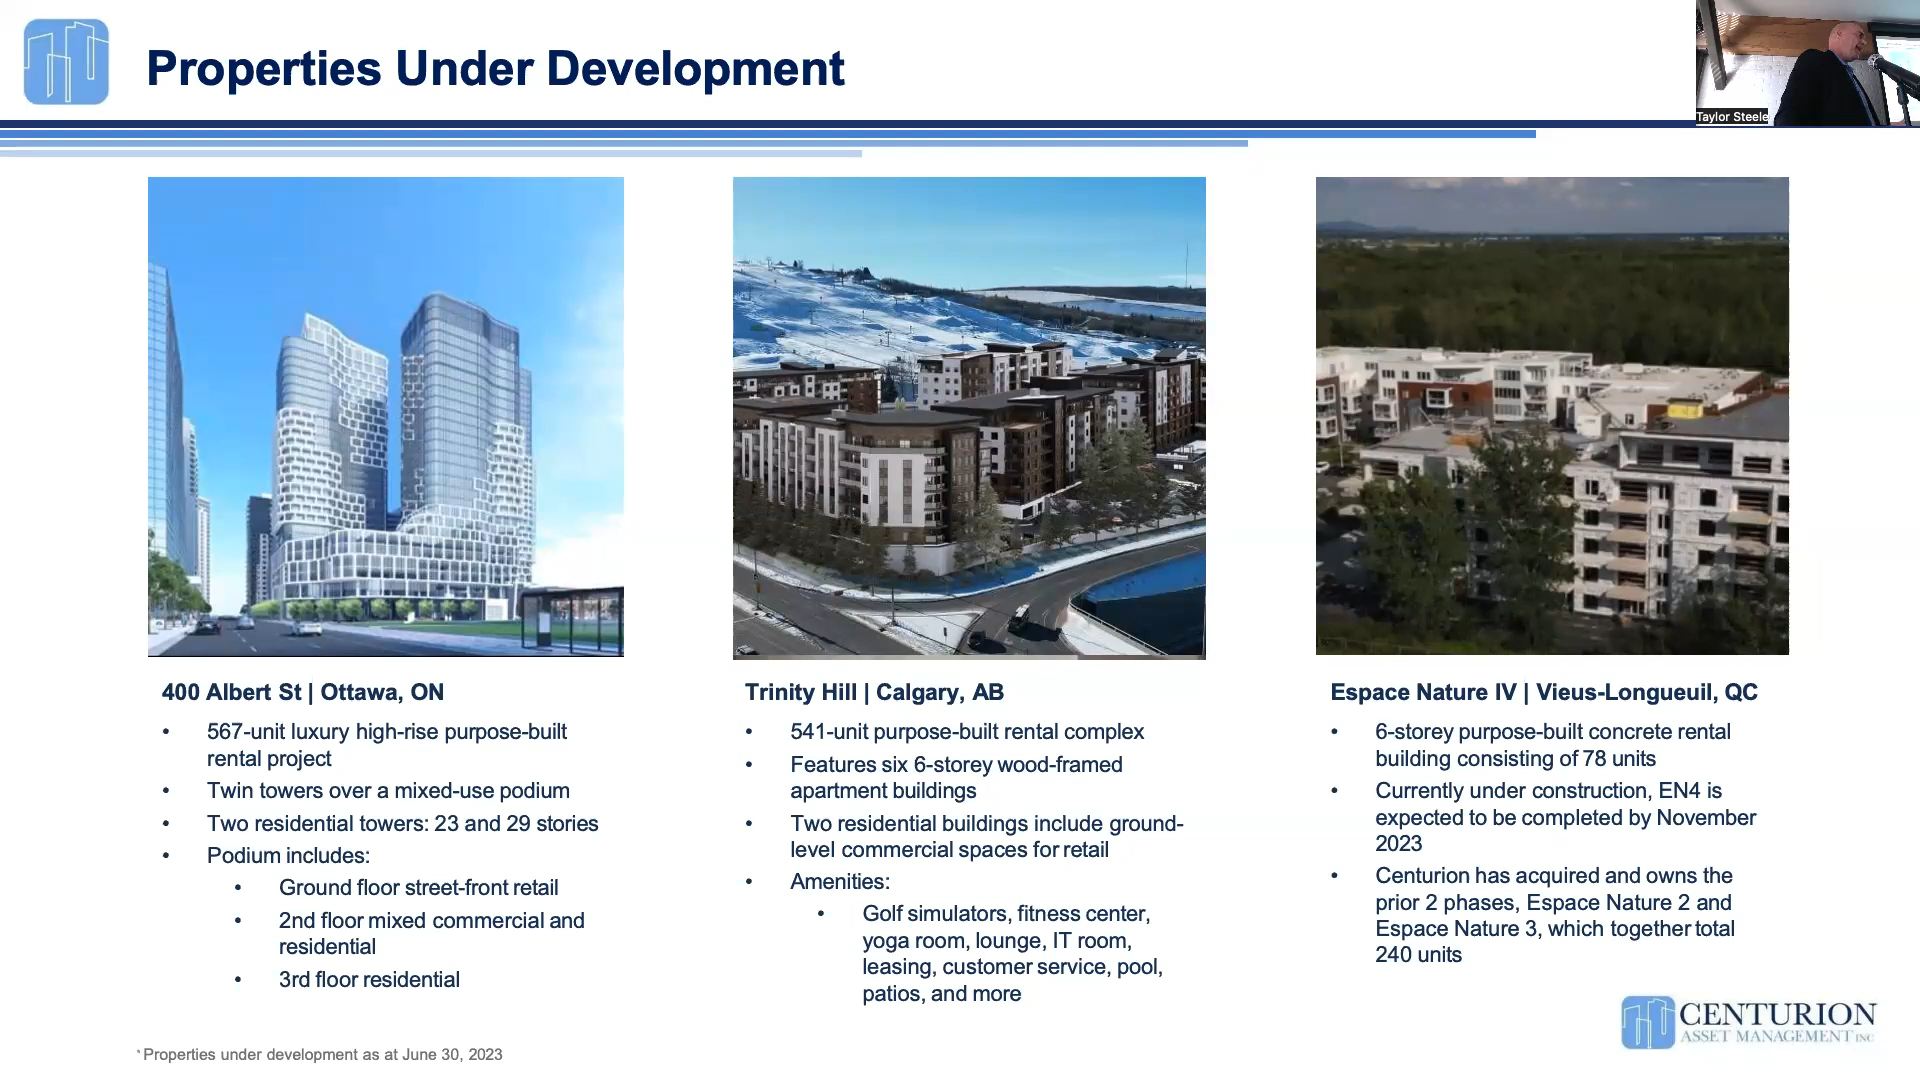 Properties Under Development
Taylor Steele
400 Albert St | Ottawa, ON
• 567-unit luxury high-rise purpose-built
rental project
• Twin towers over a mixed-use podium
• Two residential towers: 23 and 29 stories
• Podium includes:
• Ground floor street-front retail
• 2nd floor mixed commercial and
residential
• 3rd floor residential
Trinity Hill | Calgary, AB
• 541-unit purpose-built rental complex
• Features six 6-storey wood-framed
apartment buildings
• Two residential buildings include ground-
level commercial spaces for retail
• Amenities:
• Golf simulators, fitness center,
yoga room, lounge, IT room,
leasing, customer service, pool,
patios, and more
Espace Nature IV | Vieus-Longueuil, QC
• 6-storey purpose-built concrete rental
building consisting of 78 units
• Currently under construction, EN4 is
expected to be completed by November
2023
• Centurion has acquired and owns the
prior 2 phases, Espace Nature 2 and
Espace Nature 3, which together total
240 units
* Properties under development as at June 30, 2023
CENTURION
ASSET MANAGEMENT INC